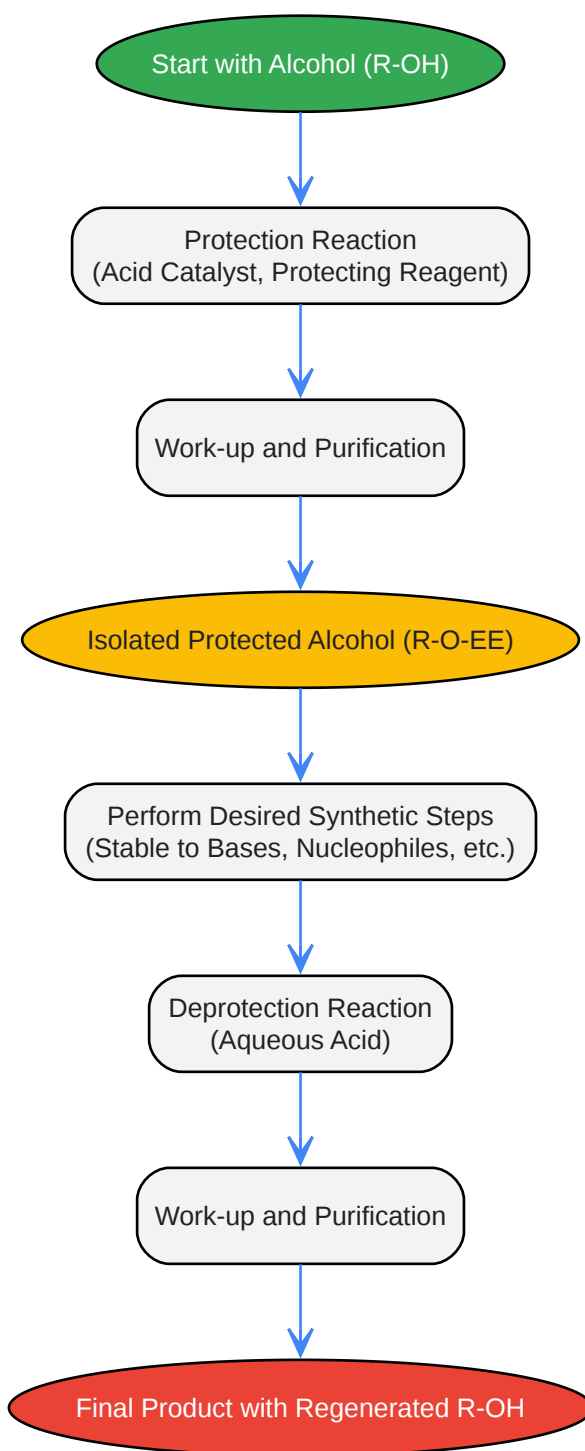 Start with Alcohol (R-OH)
Protection Reaction
(Acid Catalyst, Protecting Reagent)
Work-up and Purification
Isolated Protected Alcohol (R-O-EE)
Perform Desired Synthetic Steps
(Stable to Bases, Nucleophiles, etc.)
Deprotection Reaction
(Aqueous Acid)
Work-up and Purification
Final Product with Regenerated R-OH